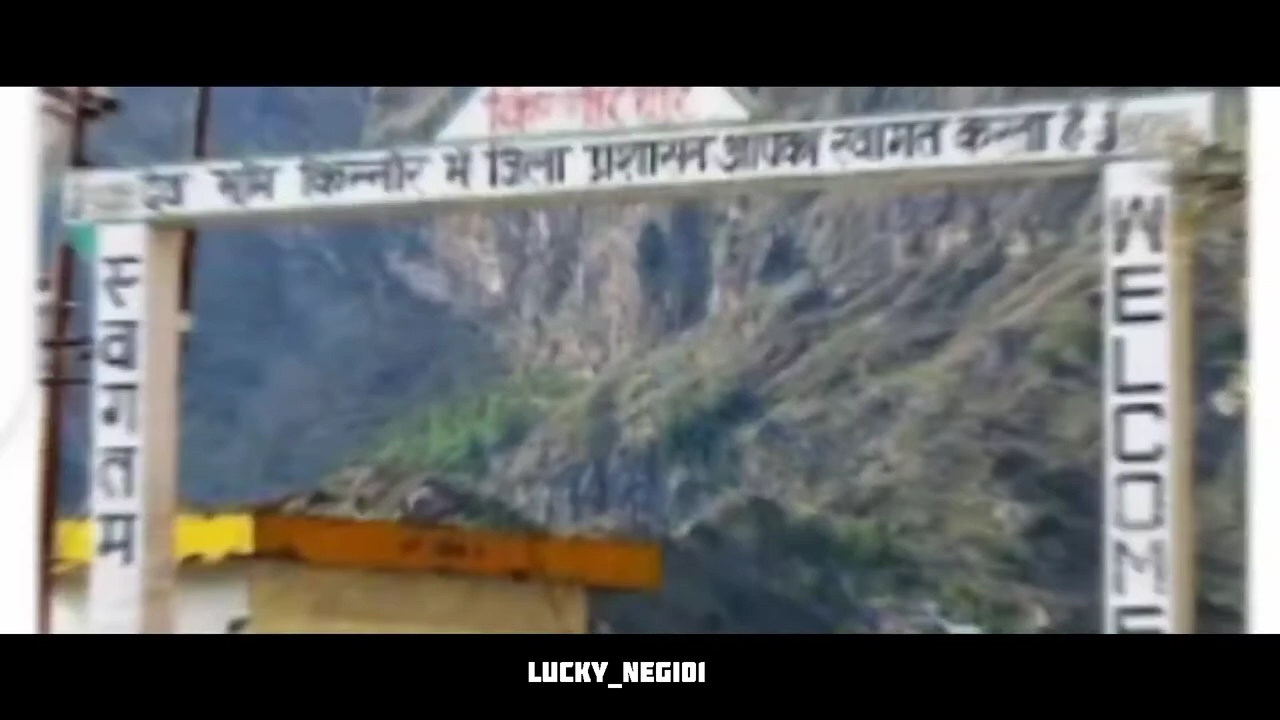 किन्नौर द्वार
देव भूमि किन्नौर में जिला प्रशासन आपका स्वागत करता है
स्वागतम
WELCOME
LUCKY_NEGI01